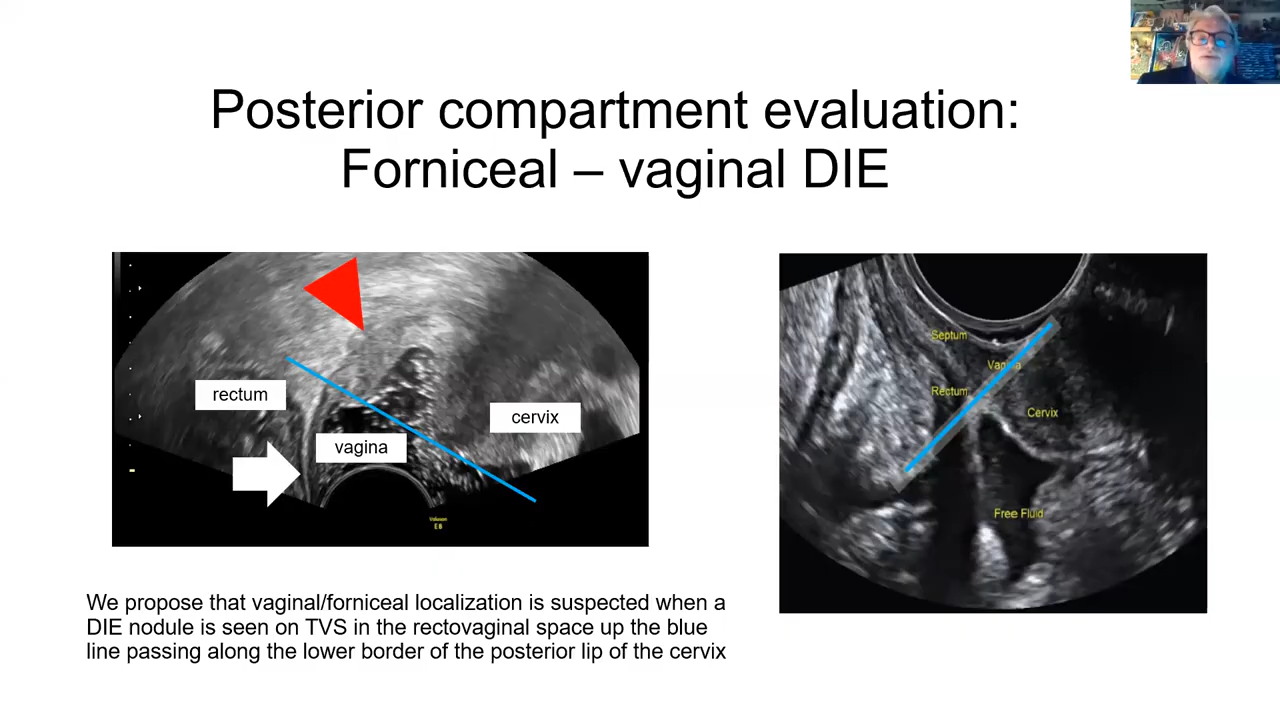 Posterior compartment evaluation:
Forniceal – vaginal DIE
rectum
vagina
cervix
Voluson
E8
Septum
Vagina
Rectum
Cervix
Free Fluid
We propose that vaginal/forniceal localization is suspected when a
DIE nodule is seen on TVS in the rectovaginal space up the blue
line passing along the lower border of the posterior lip of the cervix